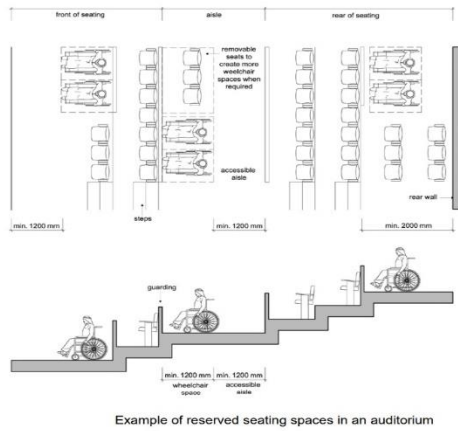 front of seating
aisle
rear of seating
removable
seats to
create more
weelchair
spaces when
required
accessible
aisle
rear wall
min. 1200 mm
steps
min. 1200 mm
min. 2000 mm
guarding
min. 1200 mm
min. 1200 mm
wheelchair
space
accessible
aisle
Example of reserved seating spaces in an auditorium